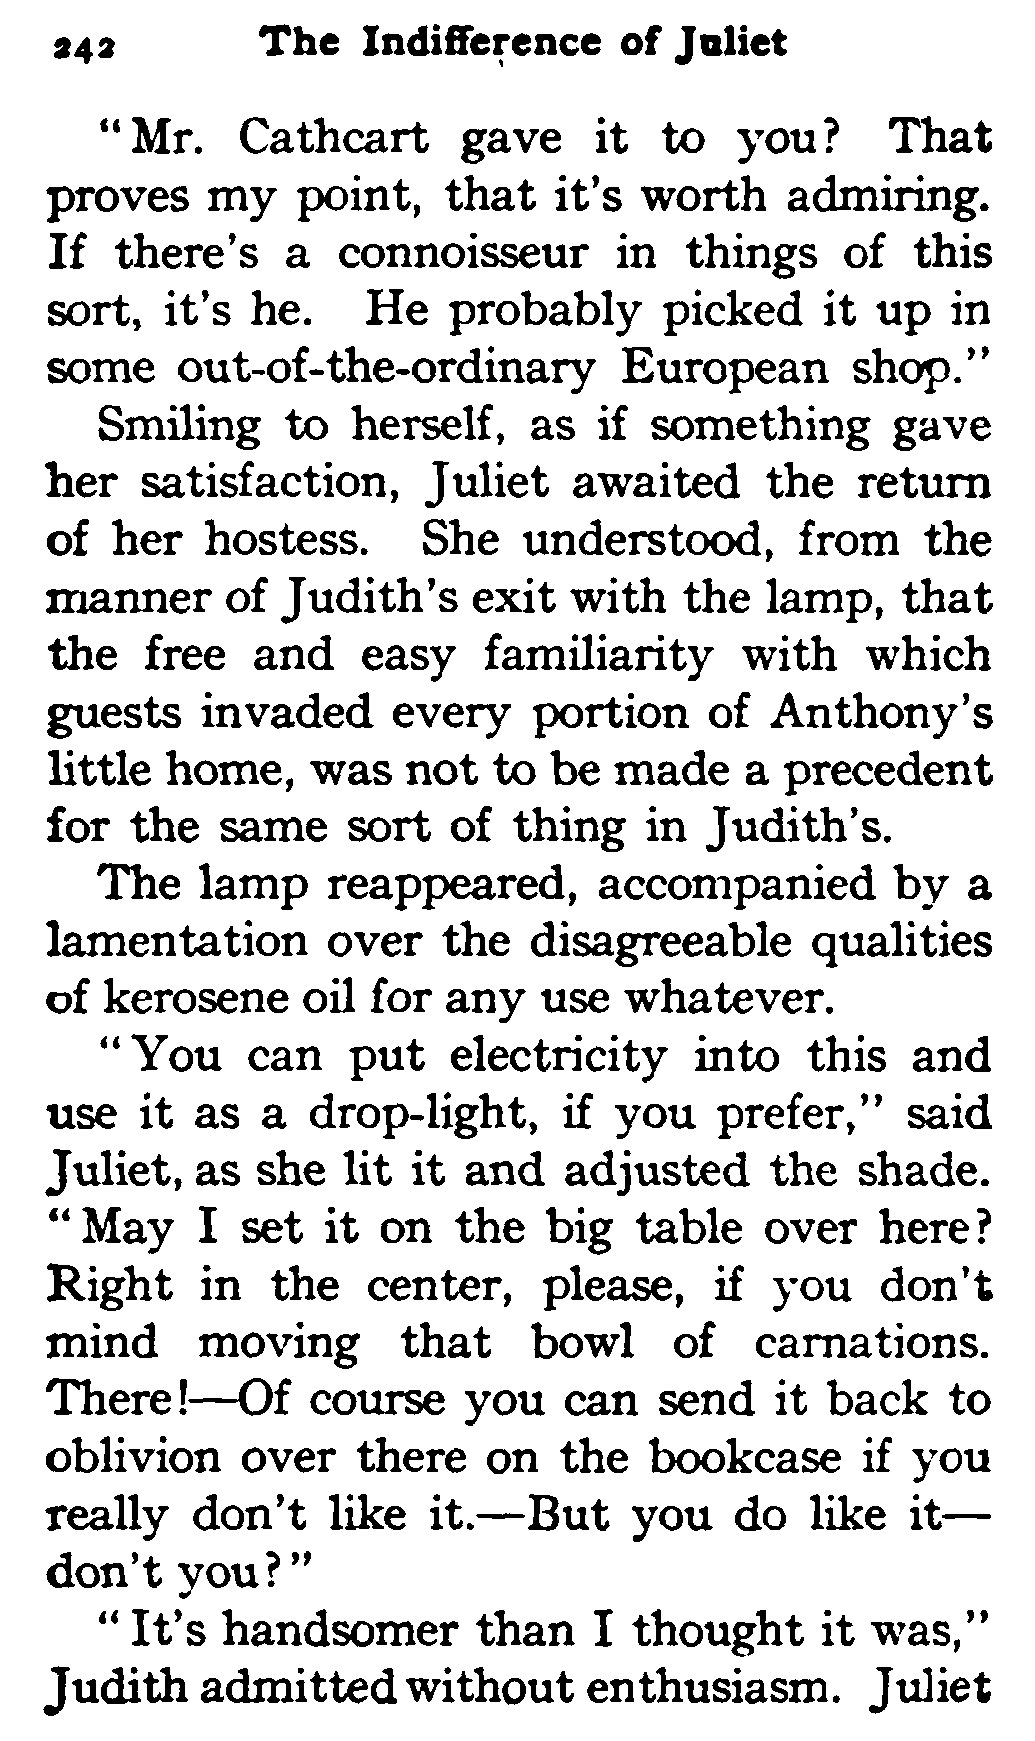 242 The Indifference of Juliet
"Mr. Cathcart gave it to you? That
proves my point, that it's worth admiring.
If there's a connoisseur in things of this
sort, it's he. He probably picked it up in
some out-of-the-ordinary European shop."
Smiling to herself, as if something gave
her satisfaction, Juliet awaited the return
of her hostess. She understood, from the
manner of Judith's exit with the lamp, that
the free and easy familiarity with which
guests invaded every portion of Anthony's
little home, was not to be made a precedent
for the same sort of thing in Judith's.
The lamp reappeared, accompanied by a
lamentation over the disagreeable qualities
of kerosene oil for any use whatever.
"You can put electricity into this and
use it as a drop-light, if you prefer," said
Juliet, as she lit it and adjusted the shade.
"May I set it on the big table over here?
Right in the center, please, if you don't
mind moving that bowl of carnations.
There!—Of course you can send it back to
oblivion over there on the bookcase if you
really don't like it.—But you do like it—
don't you?"
"It's handsomer than I thought it was,"
Judith admitted without enthusiasm. Juliet